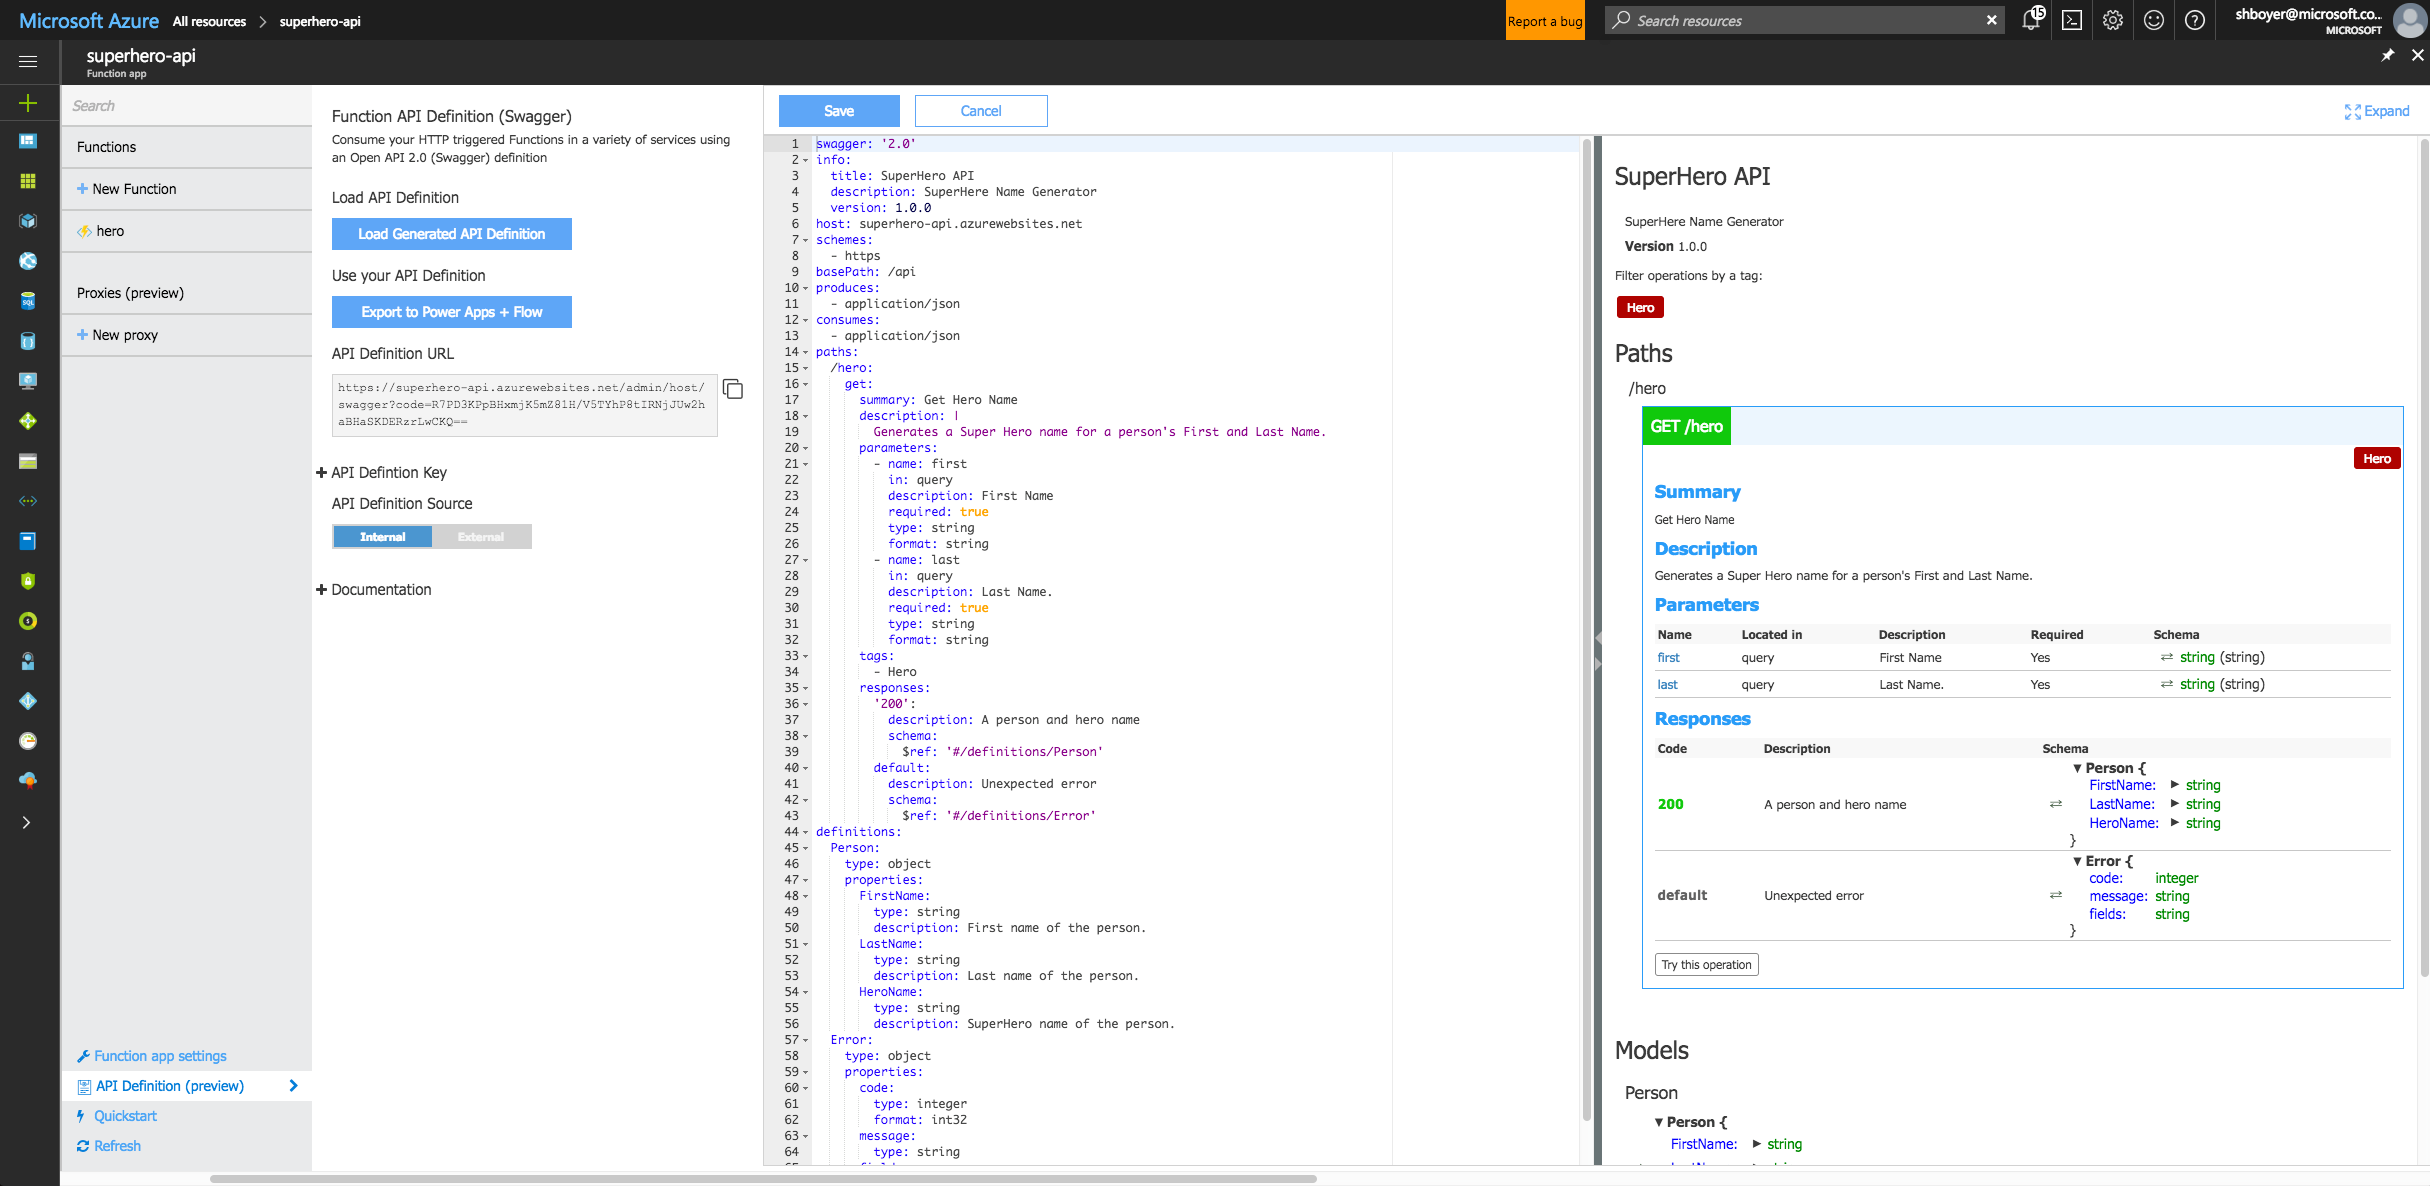 Microsoft Azure All resources > superhero-api
Report a bug
Search resources
15
shboyer@microsoft.co...
MICROSOFT
superhero-api
Function app
Search
Functions
+ New Function
hero
Proxies (preview)
+ New proxy
Function app settings
API Definition (preview)
Quickstart
Refresh
Function API Definition (Swagger)
Consume your HTTP triggered Functions in a variety of services using
an Open API 2.0 (Swagger) definition
Load API Definition
Load Generated API Definition
Use your API Definition
Export to Power Apps + Flow
API Definition URL
https://superhero-api.azurewebsites.net/admin/host/
swagger?code=R7PD3KPpBHxmjK5mZ81H/V5TYhP8tIRNjJUw2h
aBHaSKDERzrLwCKQ==
+ API Defintion Key
API Definition Source
Internal External
+ Documentation
Save Cancel
Expand
1 swagger: '2.0'
2 info:
3 title: SuperHero API
4 description: SuperHere Name Generator
5 version: 1.0.0
6 host: superhero-api.azurewebsites.net
7 schemes:
8 - https
9 basePath: /api
10 produces:
11 - application/json
12 consumes:
13 - application/json
14 paths:
15 /hero:
16 get:
17 summary: Get Hero Name
18 description: |
19 Generates a Super Hero name for a person's First and Last Name.
20 parameters:
21 - name: first
22 in: query
23 description: First Name
24 required: true
25 type: string
26 format: string
27 - name: last
28 in: query
29 description: Last Name.
30 required: true
31 type: string
32 format: string
33 tags:
34 - Hero
35 responses:
36 '200':
37 description: A person and hero name
38 schema:
39 $ref: '#/definitions/Person'
40 default:
41 description: Unexpected error
42 schema:
43 $ref: '#/definitions/Error'
44 definitions:
45 Person:
46 type: object
47 properties:
48 FirstName:
49 type: string
50 description: First name of the person.
51 LastName:
52 type: string
53 description: Last name of the person.
54 HeroName:
55 type: string
56 description: SuperHero name of the person.
57 Error:
58 type: object
59 properties:
60 code:
61 type: integer
62 format: int32
63 message:
64 type: string
SuperHero API
SuperHere Name Generator
Version 1.0.0
Filter operations by a tag:
Hero
Paths
/hero
GET /hero
Hero
Summary
Get Hero Name
Description
Generates a Super Hero name for a person's First and Last Name.
Parameters
Name Located in Description Required Schema
first query First Name Yes ⇄ string (string)
last query Last Name. Yes ⇄ string (string)
Responses
Code Description Schema
200 A person and hero name ⇄
▼ Person {
FirstName: ► string
LastName: ► string
HeroName: ► string
}
default Unexpected error ⇄
▼ Error {
code: integer
message: string
fields: string
}
Try this operation
Models
Person
▼ Person {
FirstName: ► string